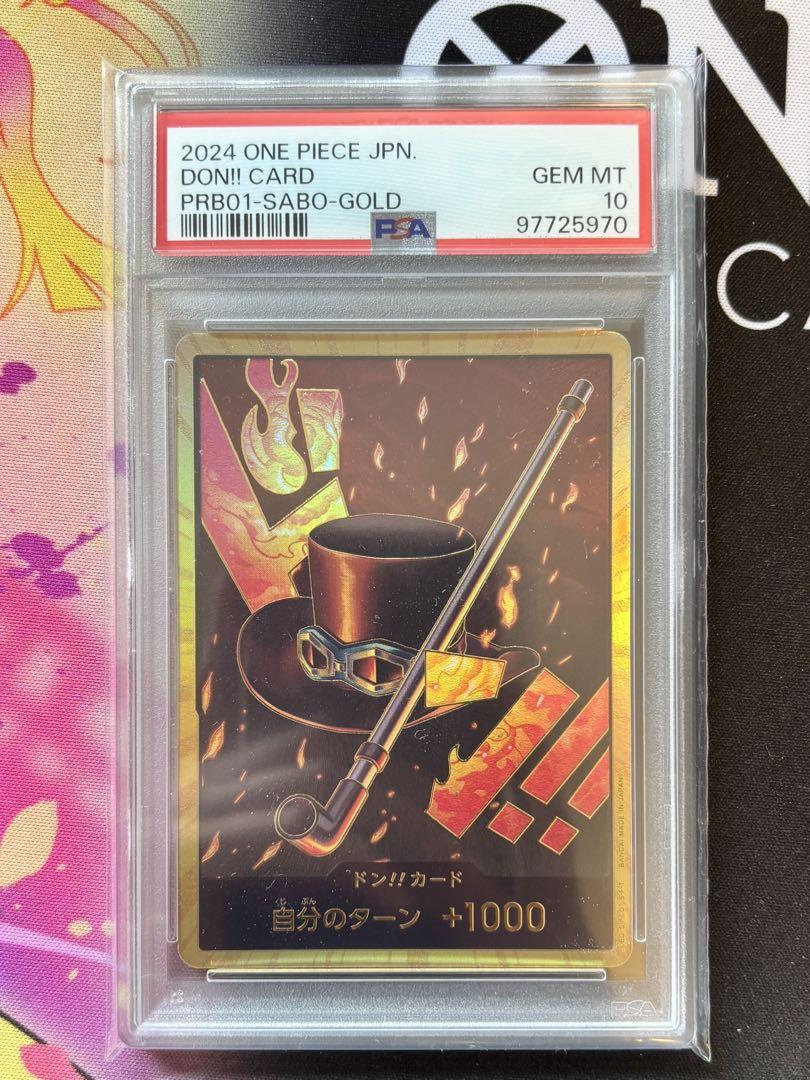 2024 ONE PIECE JPN.
DON!! CARD
GEM MT
PRB01-SABO-GOLD
10
PSA
97725970
CA
ドン!!カード
じ ぶん
自分のターン +1000
BANDAI MADE IN JAPAN
PSA